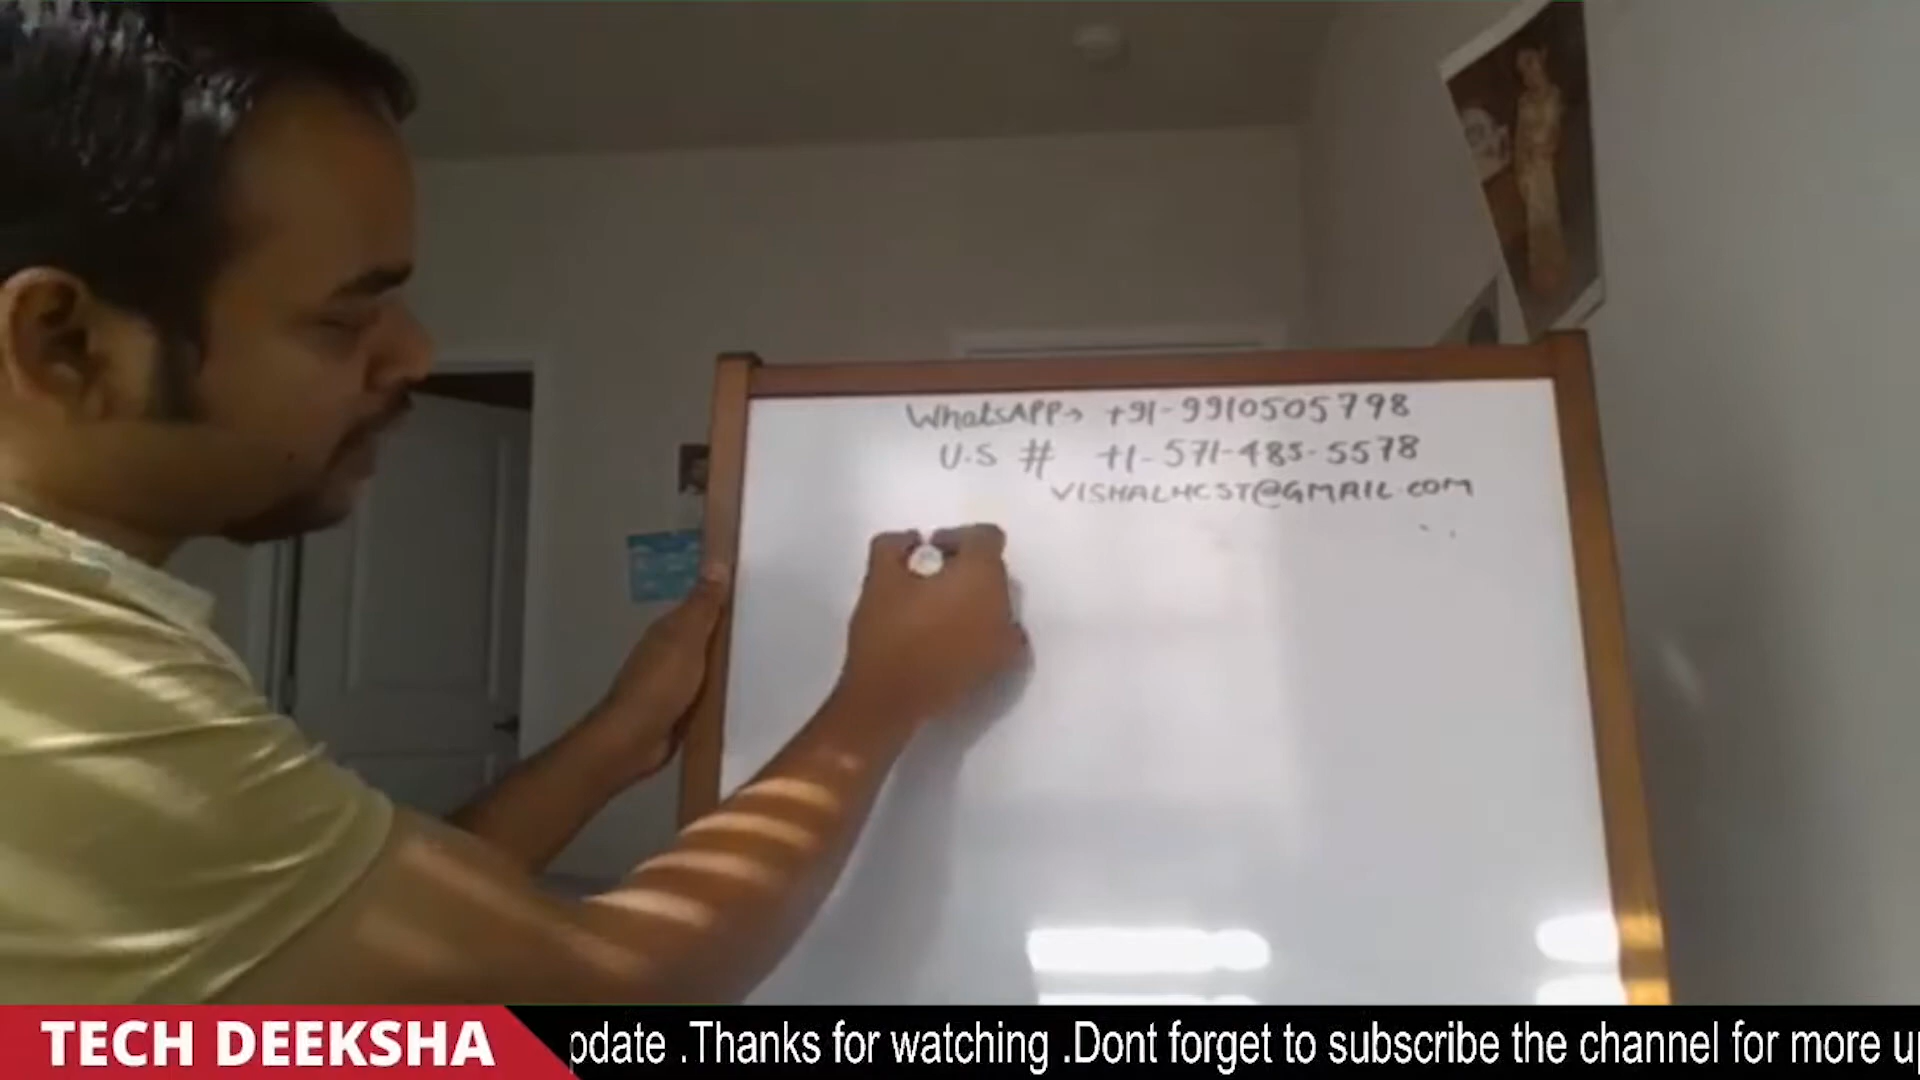 WhatsAPP → +91-9910505798
U.S # +1-571-485-5578
VISHALHCST@GMAIL.COM
TECH DEEKSHA
pdate .Thanks for watching .Dont forget to subscribe the channel for more up